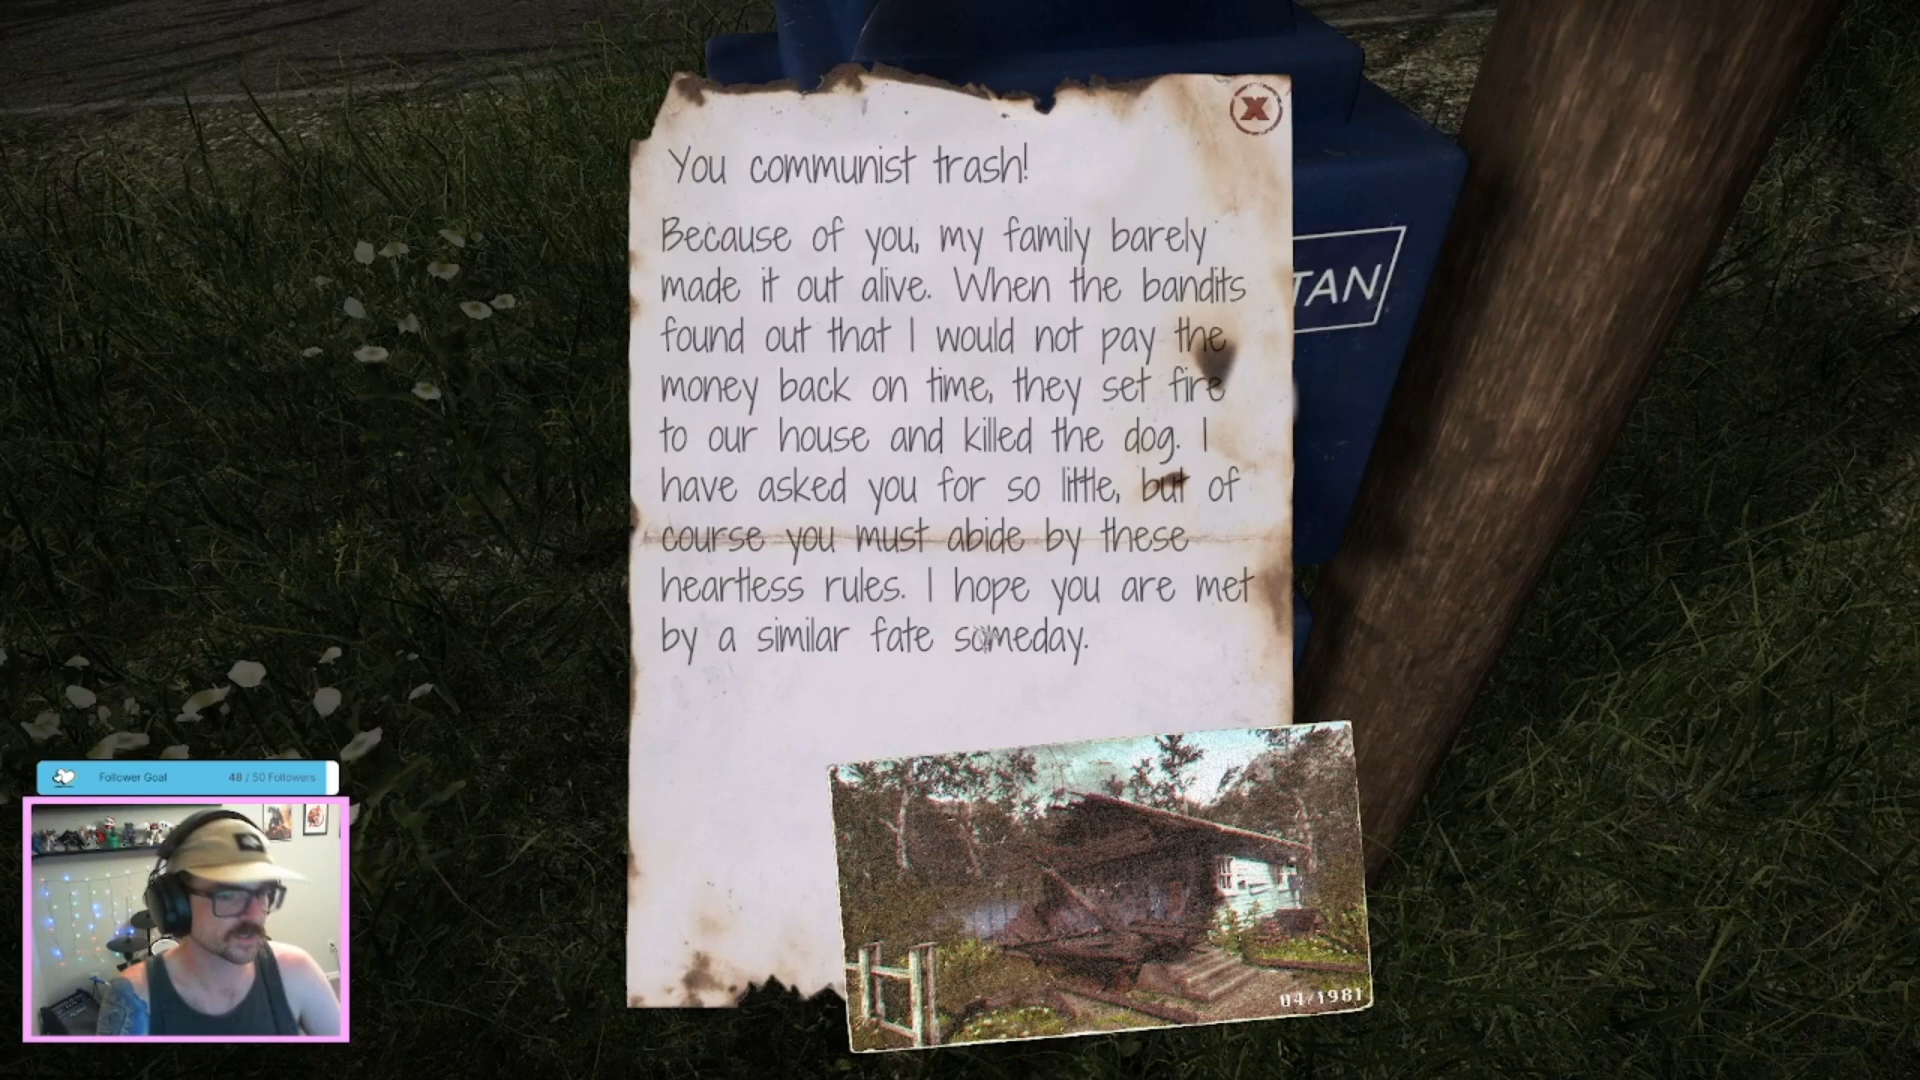 You communist trash!
Because of you, my family barely
made it out alive. When the bandits
found out that I would not pay the
money back on time, they set fire
to our house and killed the dog. I
have asked you for so little, but of
course you must abide by these
heartless rules. I hope you are met
by a similar fate someday.
X
TAN
Follower Goal 48 / 50 Followers
04/1981